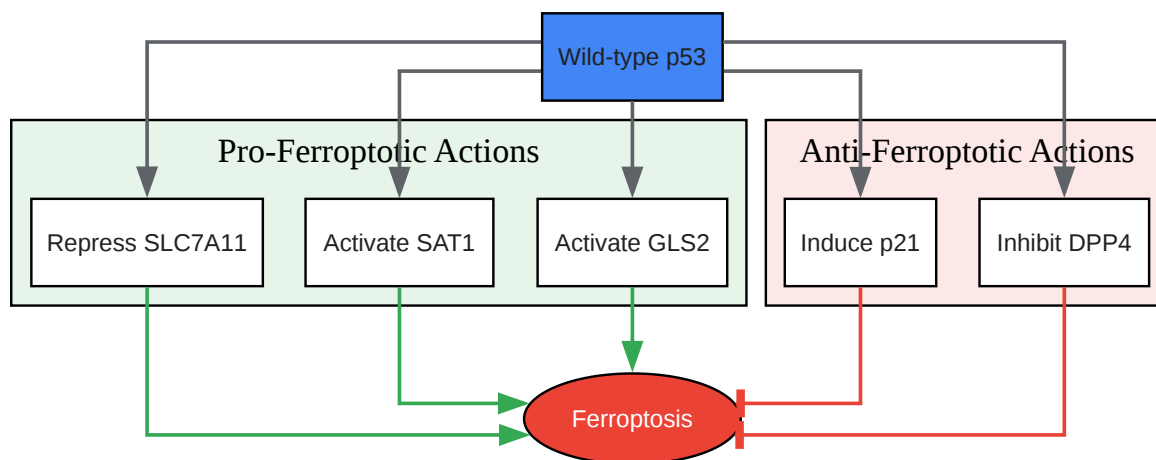 Wild-type p53
Pro-Ferroptotic Actions
Anti-Ferroptotic Actions
Repress SLC7A11
Activate SAT1
Activate GLS2
Induce p21
Inhibit DPP4
Ferroptosis